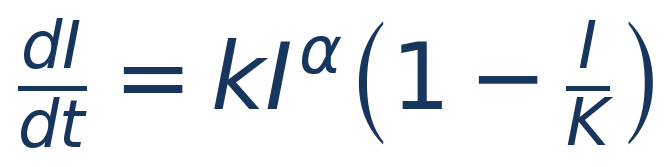 dI/dt = kI^α(1 − I/K)